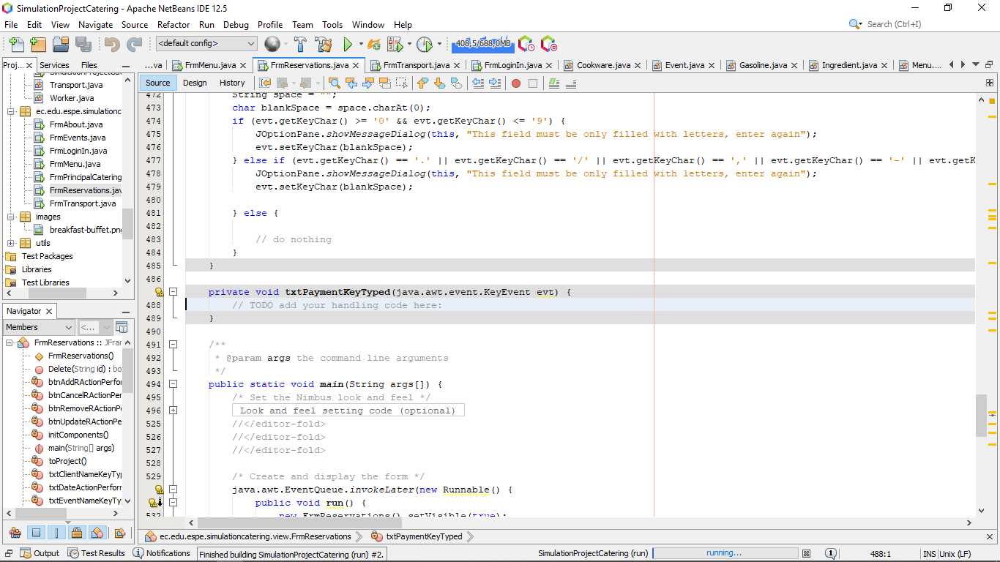 SimulationProjectCatering - Apache NetBeans IDE 12.5
File Edit View Navigate Source Refactor Run Debug Profile Team Tools Window Help
Search (Ctrl+I)
<default config>
408,5/688,0MB
Proj... Services Files
...va FrmMenu.java FrmReservations.java FrmTransport.java FrmLoginIn.java Cookware.java Event.java Gasoline.java Ingredient.java Menu....
Source Design History
Transport.java
Worker.java
ec.edu.espe.simulationc
FrmAbout.java
FrmEvents.java
FrmLoginIn.java
FrmMenu.java
FrmPrincipalCatering
FrmReservations.jav
FrmTransport.java
images
breakfast-buffet.pn
utils
Test Packages
Libraries
Test Libraries
Navigator
Members
<...
FrmReservations :: JFra
FrmReservations()
Delete(String id) : bo
btnAddRActionPerfo
btnCancelRActionPer
btnRemoveRActionP
btnUpdateRActionPe
initComponents()
main(String[] args)
toProject()
txtClientNameKeyTy
txtDateActionPerfor
txtEventNameKeyTy
472 String space = "";
473 char blankSpace = space.charAt(0);
474 if (evt.getKeyChar() >= '0' && evt.getKeyChar() <= '9') {
475 JOptionPane.showMessageDialog(this, "This field must be only filled with letters, enter again");
476 evt.setKeyChar(blankSpace);
477 } else if (evt.getKeyChar() == '.' || evt.getKeyChar() == '/' || evt.getKeyChar() == ',' || evt.getKeyChar() == '-' || evt.getK
478 JOptionPane.showMessageDialog(this, "This field must be only filled with letters, enter again");
479 evt.setKeyChar(blankSpace);
480
481 } else {
482
483 // do nothing
484 }
485 }
486
private void txtPaymentKeyTyped(java.awt.event.KeyEvent evt) {
488 // TODO add your handling code here:
489 }
490
491 /**
492 * @param args the command line arguments
493 */
494 public static void main(String args[]) {
495 /* Set the Nimbus look and feel */
496 Look and feel setting code (optional)
525 //</editor-fold>
526 //</editor-fold>
527 //</editor-fold>
528
529 /* Create and display the form */
java.awt.EventQueue.invokeLater(new Runnable() {
public void run() {
532 new FrmReservations().setVisible(true);
ec.edu.espe.simulationcatering.view.FrmReservations txtPaymentKeyTyped
Output Test Results Notifications Finished building SimulationProjectCatering (run) #2. SimulationProjectCatering (run) running... 1 488:1 INS Unix (LF)